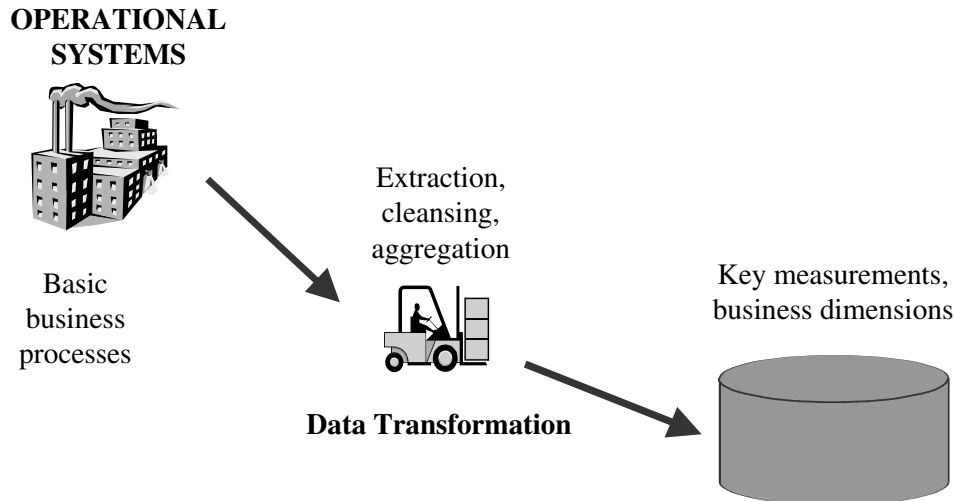 OPERATIONAL
SYSTEMS
Basic
business
processes
Extraction,
cleansing,
aggregation
Data Transformation
Key measurements,
business dimensions